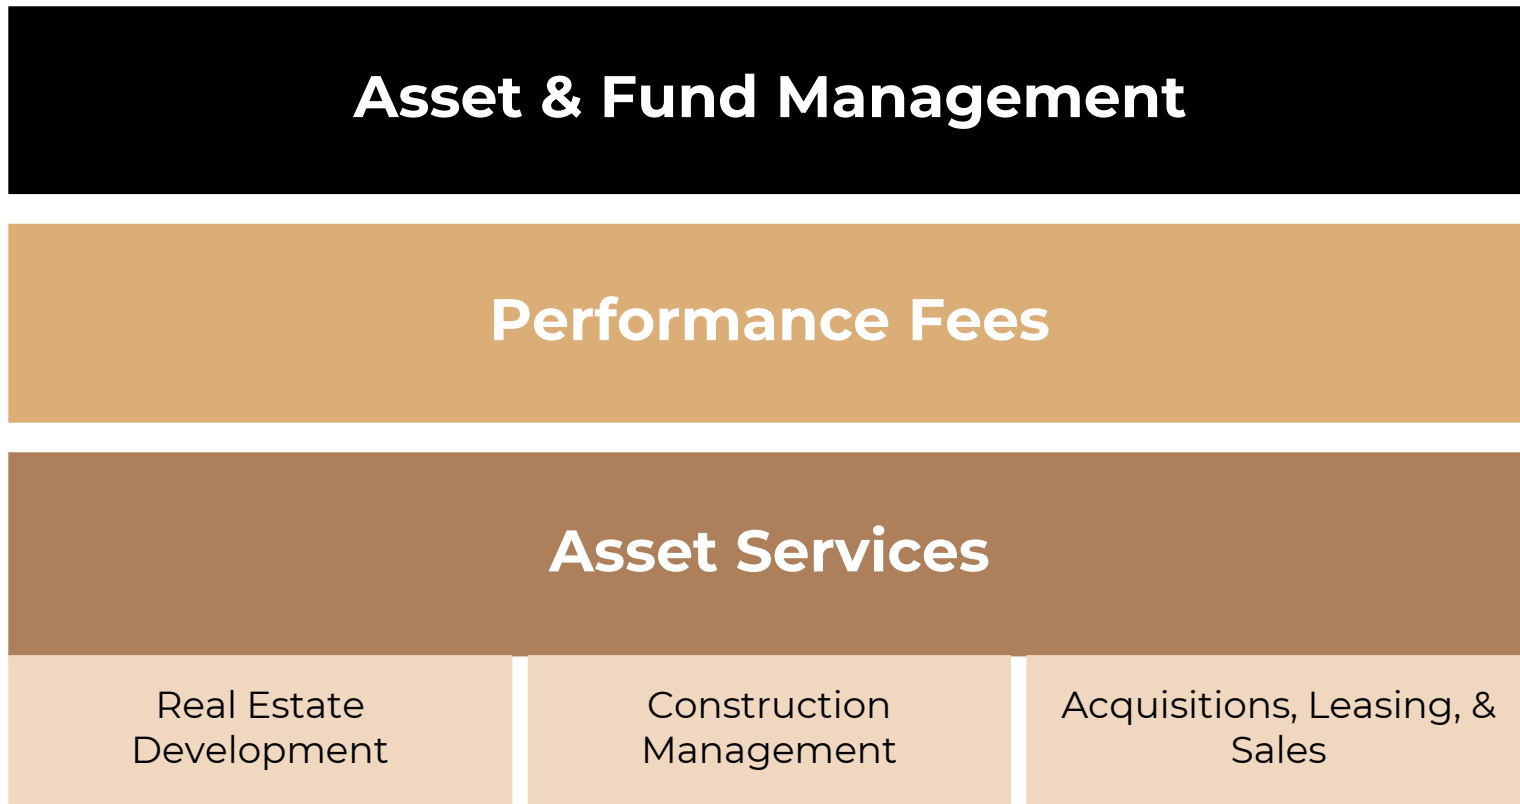 Asset & Fund Management
Performance Fees
Asset Services
Real Estate
Development
Construction
Management
Acquisitions, Leasing, &
Sales